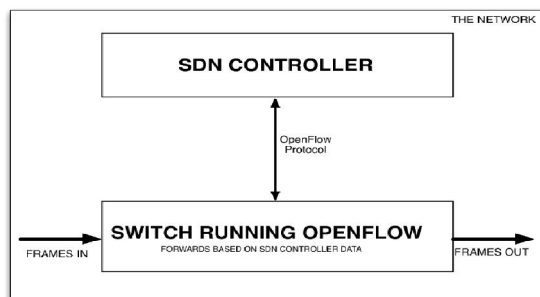 THE NETWORK
SDN CONTROLLER
OpenFlow
Protocol
SWITCH RUNNING OPENFLOW
FORWARDS BASED ON SDN CONTROLLER DATA
FRAMES IN
FRAMES OUT